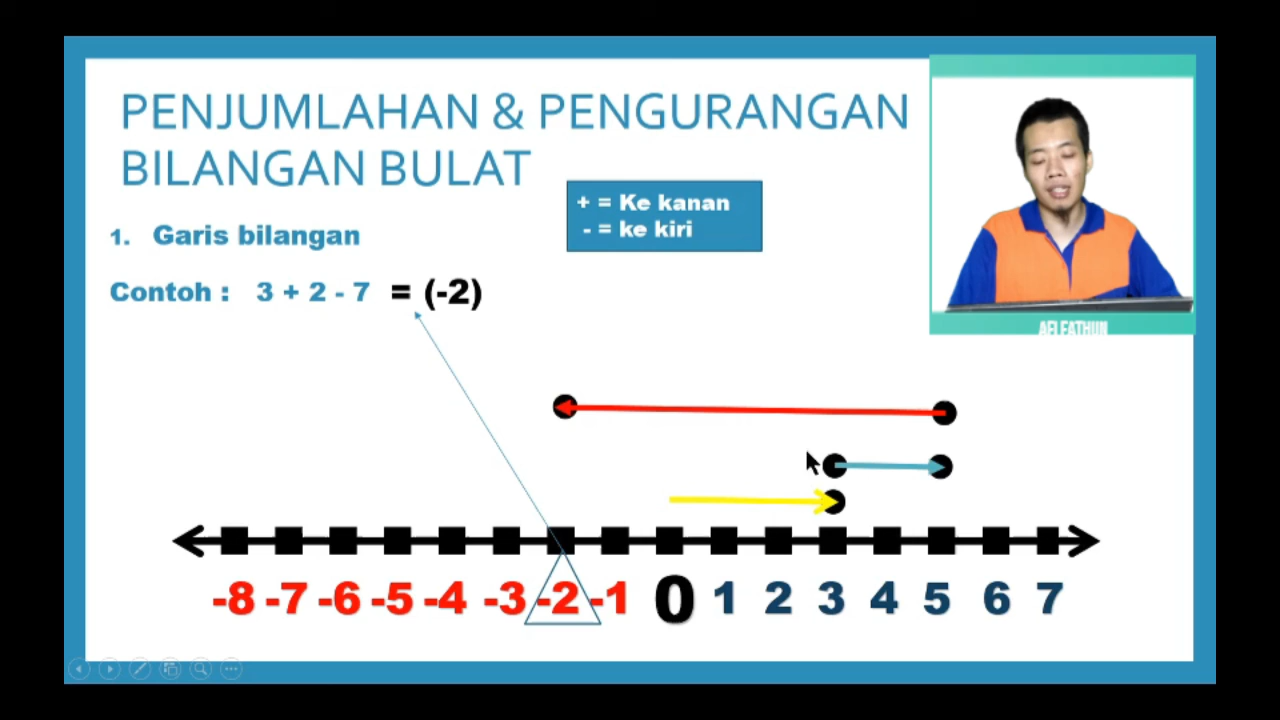 PENJUMLAHAN & PENGURANGAN
BILANGAN BULAT
+ = Ke kanan
- = ke kiri
1. Garis bilangan
Contoh : 3 + 2 - 7 = (-2)
-8 -7 -6 -5 -4 -3 -2 -1 0 1 2 3 4 5 6 7